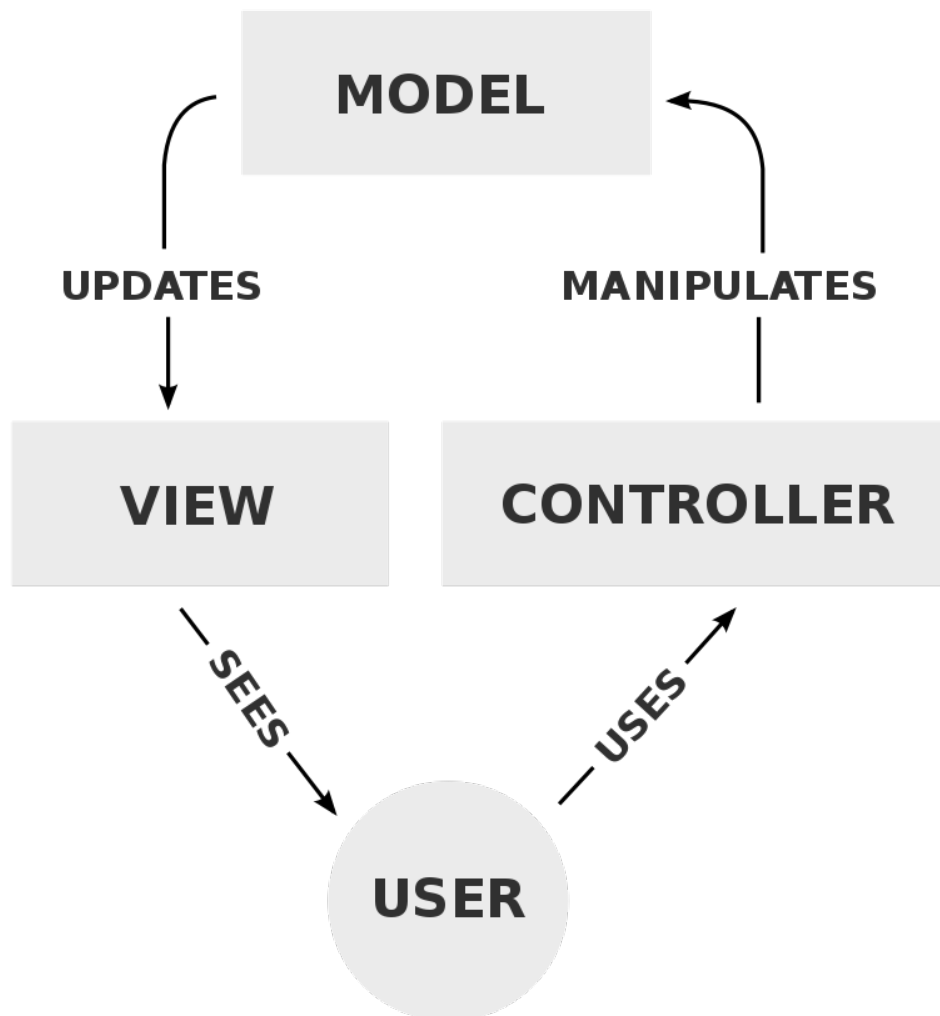 MODEL
UPDATES
MANIPULATES
VIEW
CONTROLLER
SEES
USES
USER